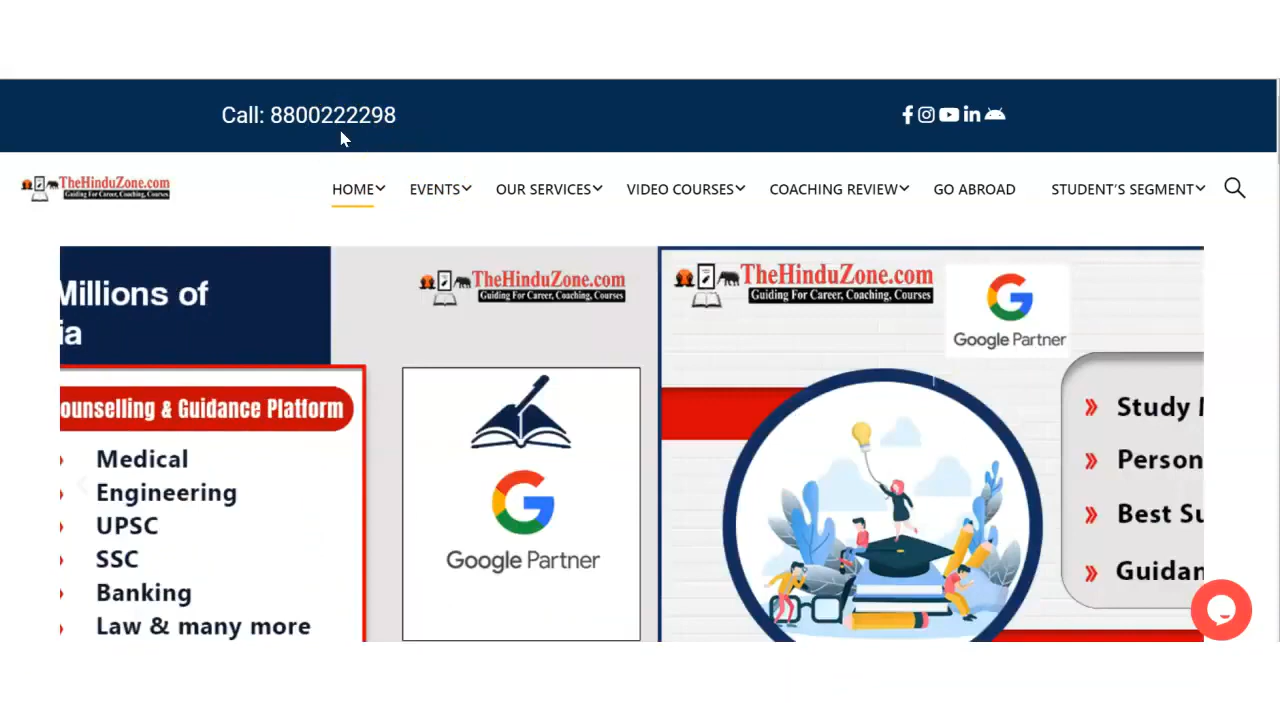 Call: 8800222298
TheHinduZone.com
Guiding For Career, Coaching, Courses
HOME
EVENTS
OUR SERVICES
VIDEO COURSES
COACHING REVIEW
GO ABROAD
STUDENT'S SEGMENT
Millions of
ia
ounselling & Guidance Platform
Medical
Engineering
UPSC
SSC
Banking
Law & many more
TheHinduZone.com
Guiding For Career, Coaching, Courses
Google Partner
TheHinduZone.com
Guiding For Career, Coaching, Courses
Google Partner
Study
Person
Best Su
Guidan